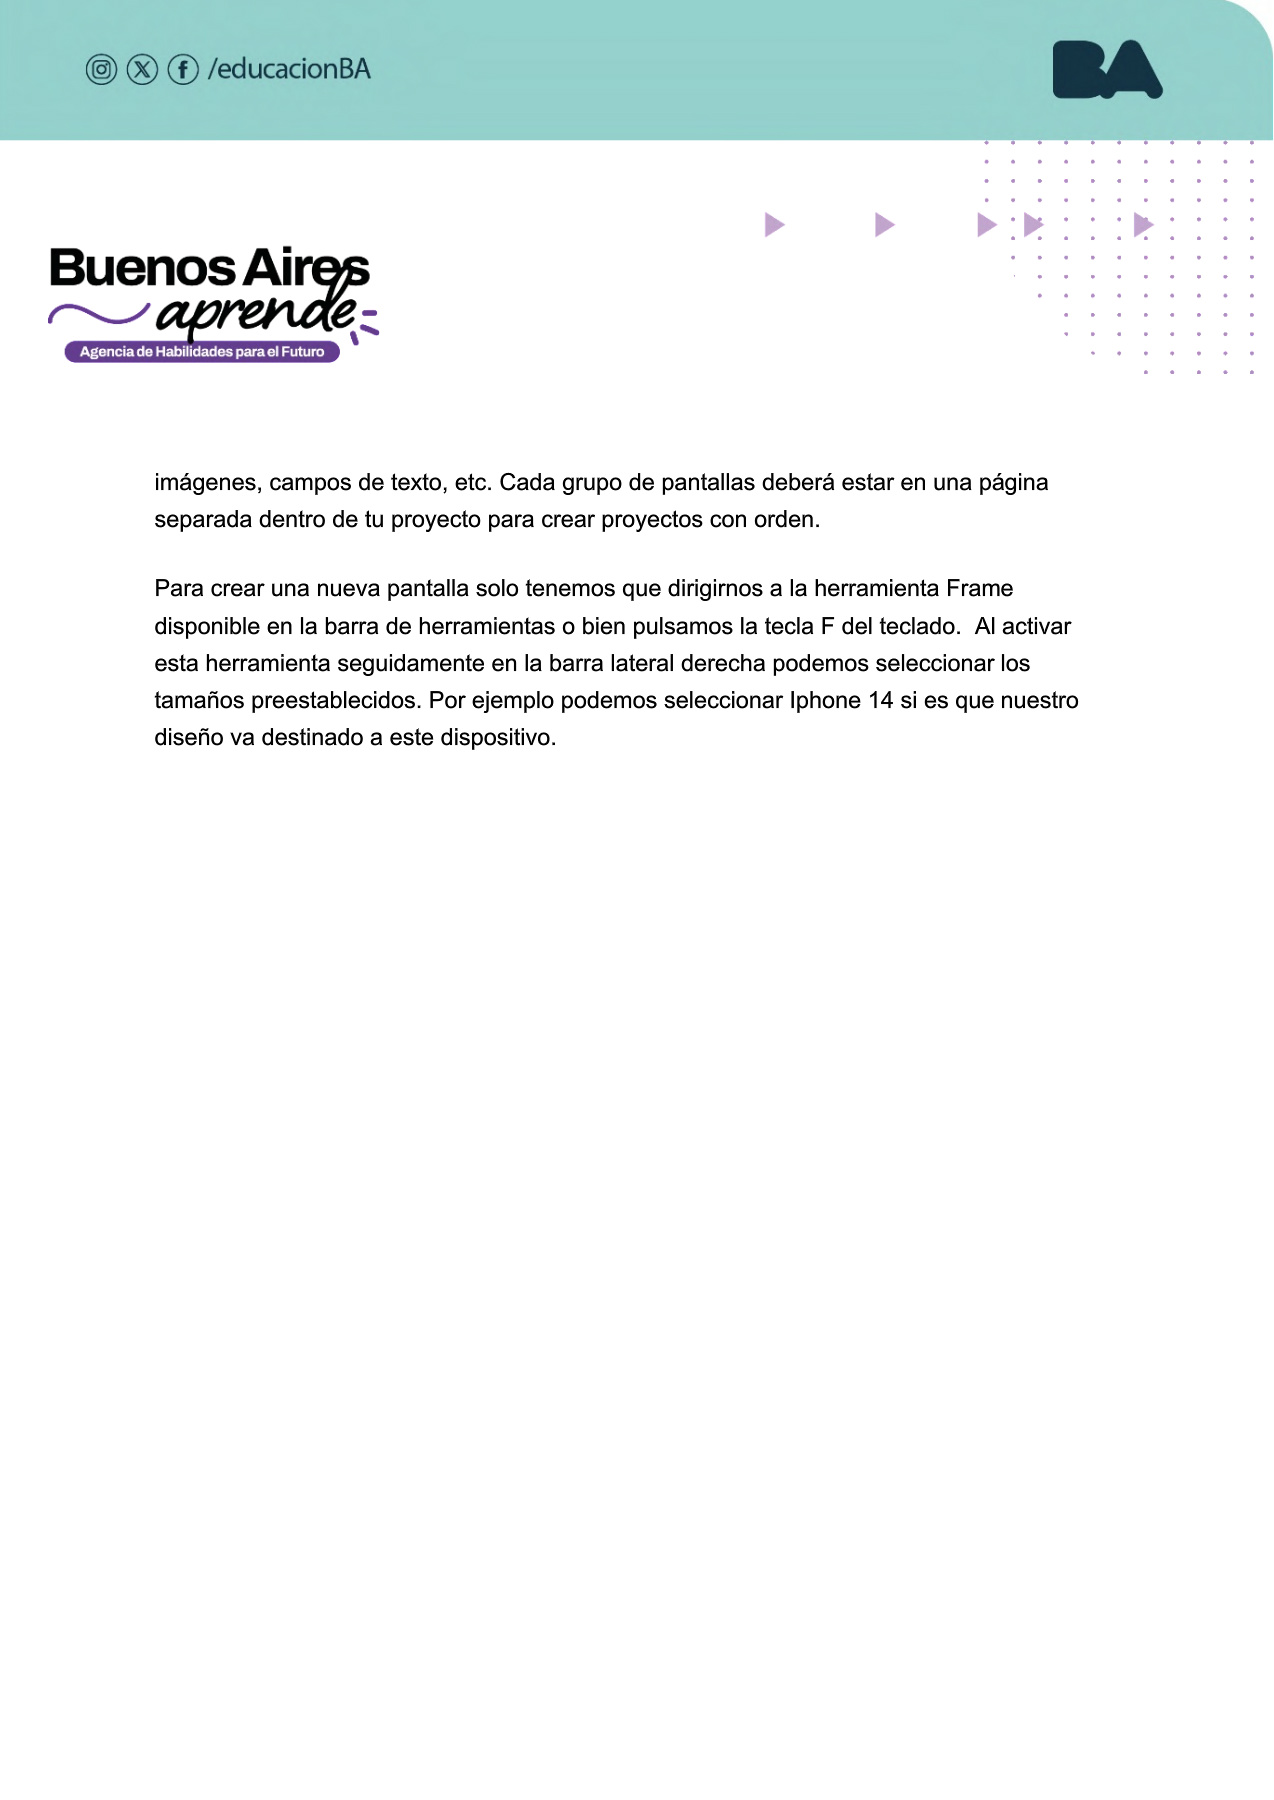 /educacionBA
BA
Buenos Aires
aprende
Agencia de Habilidades para el Futuro
imágenes, campos de texto, etc. Cada grupo de pantallas deberá estar en una página
separada dentro de tu proyecto para crear proyectos con orden.
Para crear una nueva pantalla solo tenemos que dirigirnos a la herramienta Frame
disponible en la barra de herramientas o bien pulsamos la tecla F del teclado.  Al activar
esta herramienta seguidamente en la barra lateral derecha podemos seleccionar los
tamaños preestablecidos. Por ejemplo podemos seleccionar Iphone 14 si es que nuestro
diseño va destinado a este dispositivo.